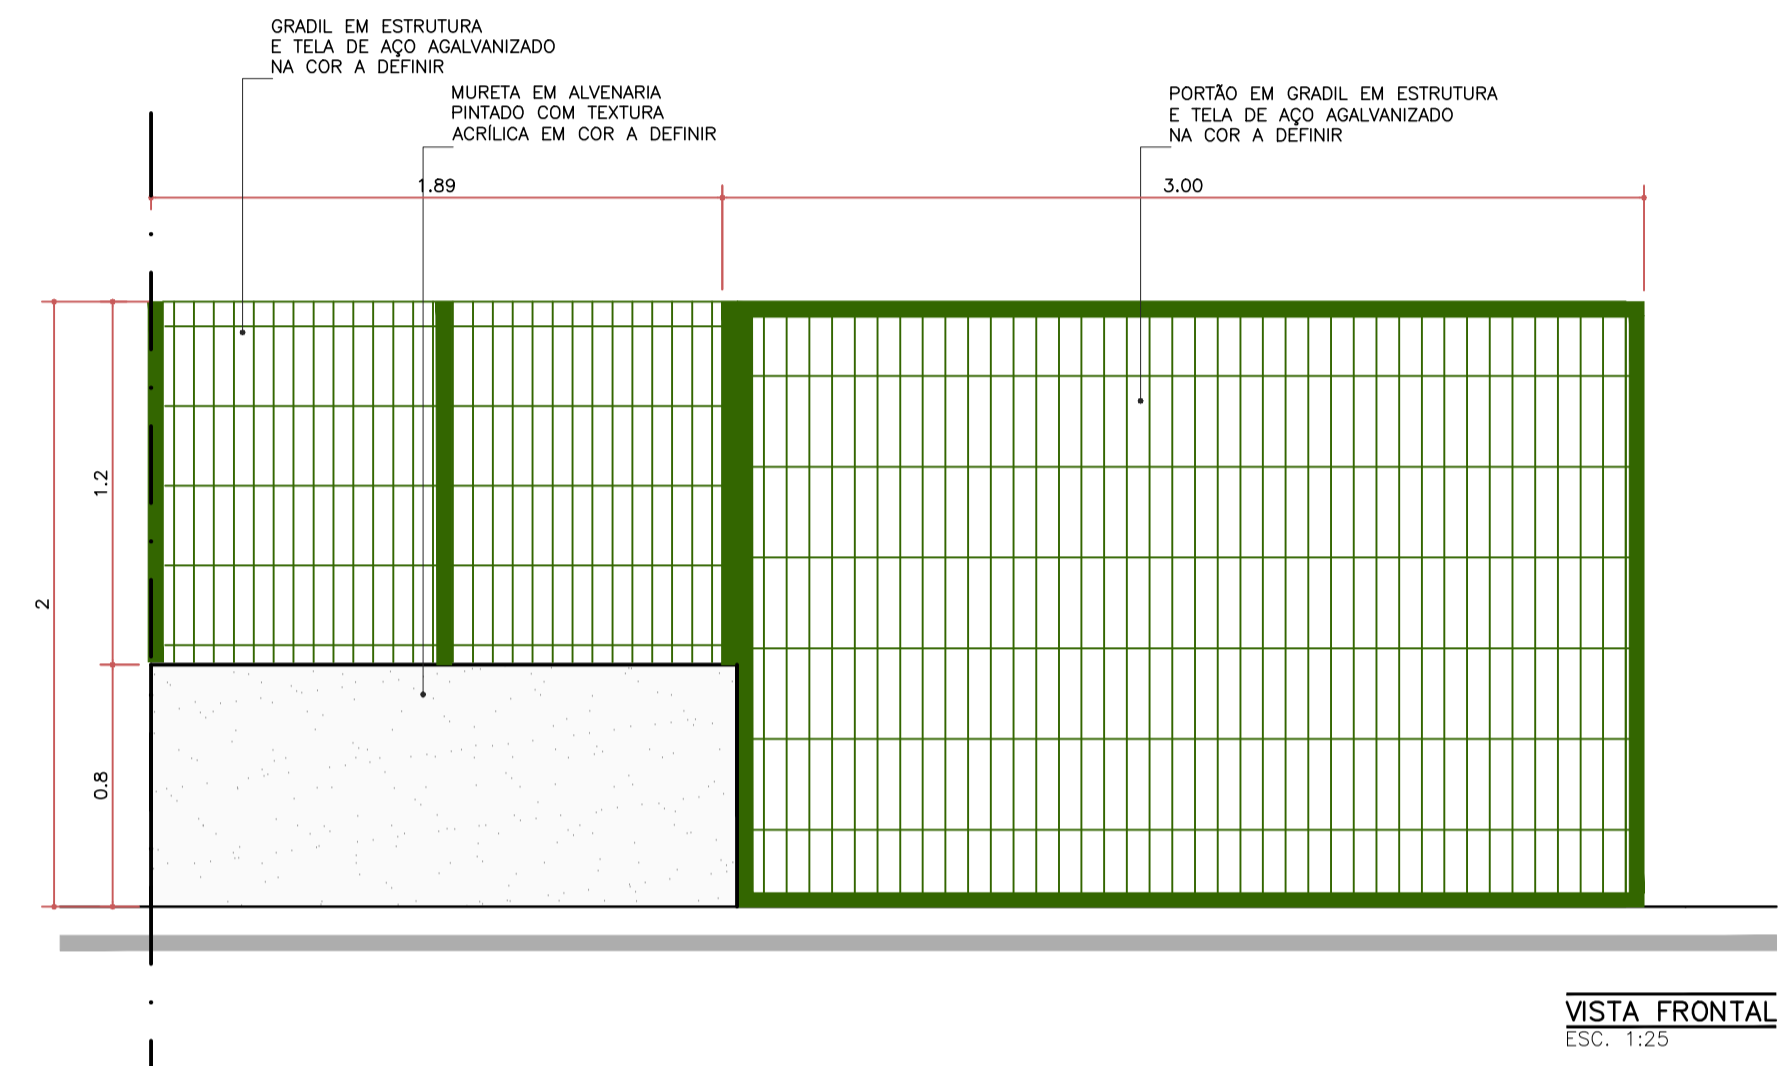 GRADIL EM ESTRUTURA
E TELA DE AÇO AGALVANIZADO
NA COR A DEFINIR
MURETA EM ALVENARIA
PINTADO COM TEXTURA
ACRÍLICA EM COR A DEFINIR
PORTÃO EM GRADIL EM ESTRUTURA
E TELA DE AÇO AGALVANIZADO
NA COR A DEFINIR
1.89
3.00
1.2
2
0.8
VISTA FRONTAL
ESC. 1:25